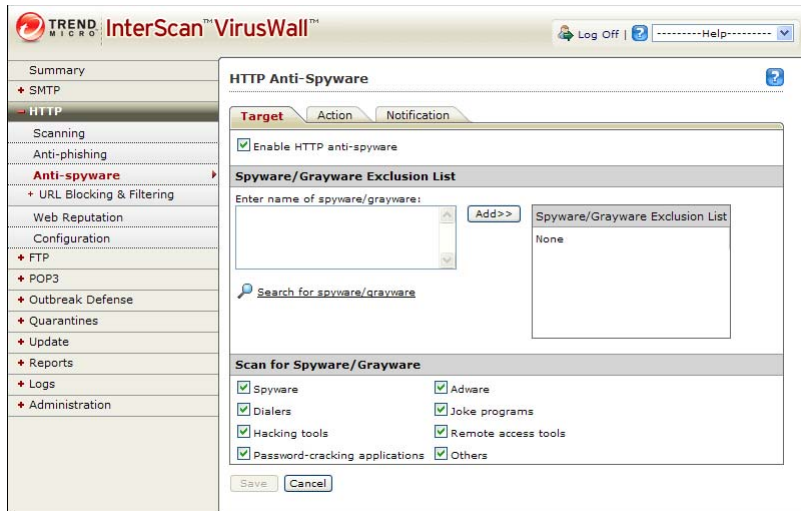 TREND MICRO InterScan™ VirusWall™
Log Off | ? ---------Help---------
Summary
+ SMTP
- HTTP
Scanning
Anti-phishing
Anti-spyware
+ URL Blocking & Filtering
Web Reputation
Configuration
+ FTP
+ POP3
+ Outbreak Defense
+ Quarantines
+ Update
+ Reports
+ Logs
+ Administration
HTTP Anti-Spyware ?
Target Action Notification
Enable HTTP anti-spyware
Spyware/Grayware Exclusion List
Enter name of spyware/grayware:
Add>>
Spyware/Grayware Exclusion List
None
Search for spyware/grayware
Scan for Spyware/Grayware
Spyware Adware
Dialers Joke programs
Hacking tools Remote access tools
Password-cracking applications Others
Save Cancel